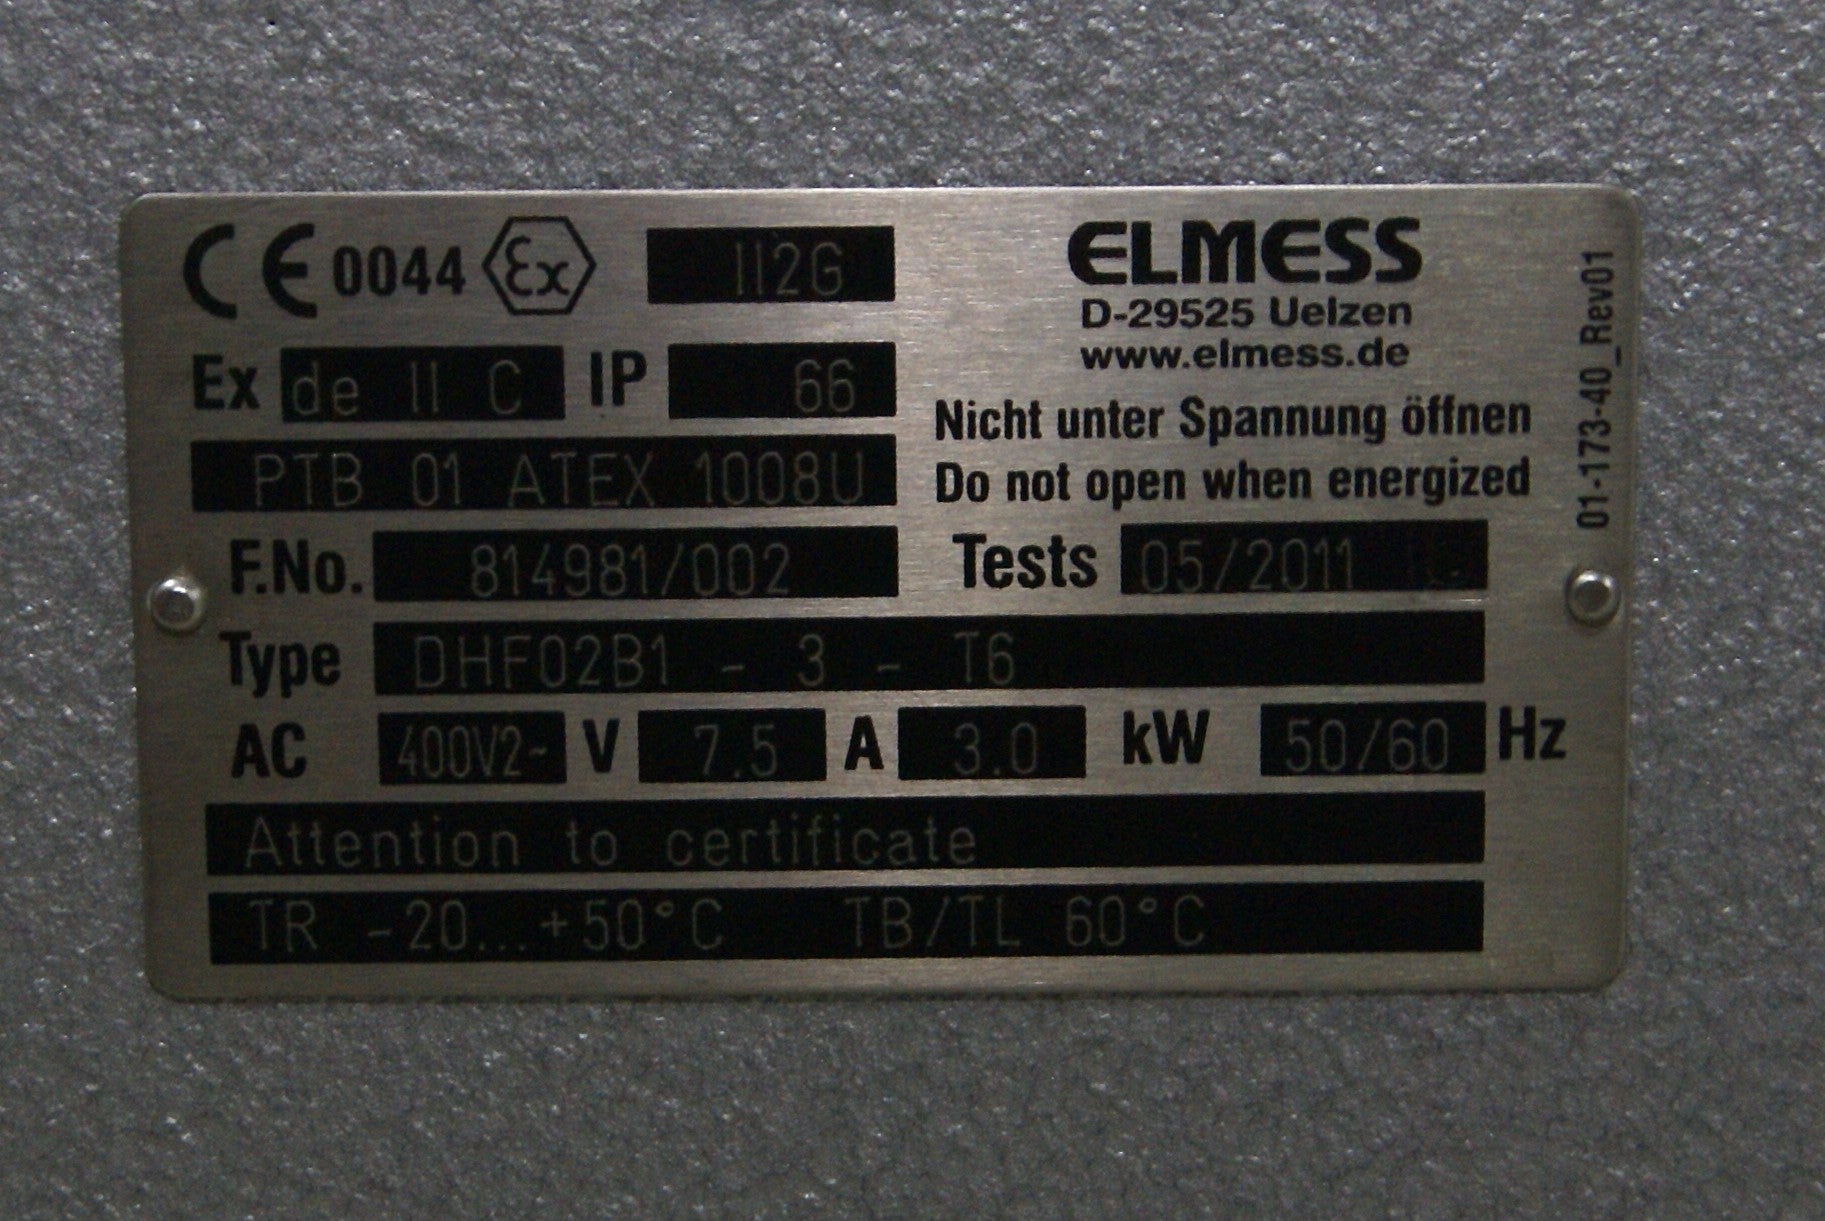 CE 0044 Ex II2G
ELMESS
D-29525 Uelzen
www.elmess.de
Ex de II C IP 66
Nicht unter Spannung öffnen
PTB 01 ATEX 1008U
Do not open when energized
F.No. 814981/002 Tests 05/2011
Type DHF02B1 - 3 - T6
AC 400V2~ V 7.5 A 3.0 kW 50/60 Hz
Attention to certificate
TR -20...+50°C TB/TL 60°C
01-173-40_Rev01